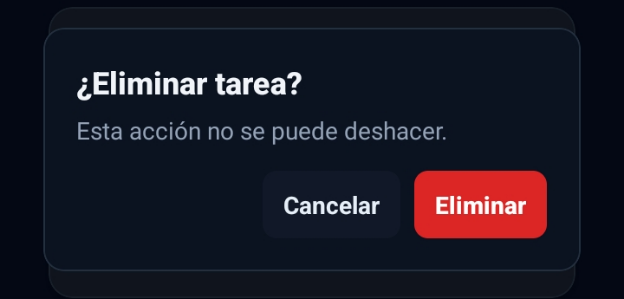 ¿Eliminar tarea?
Esta acción no se puede deshacer.
Cancelar
Eliminar